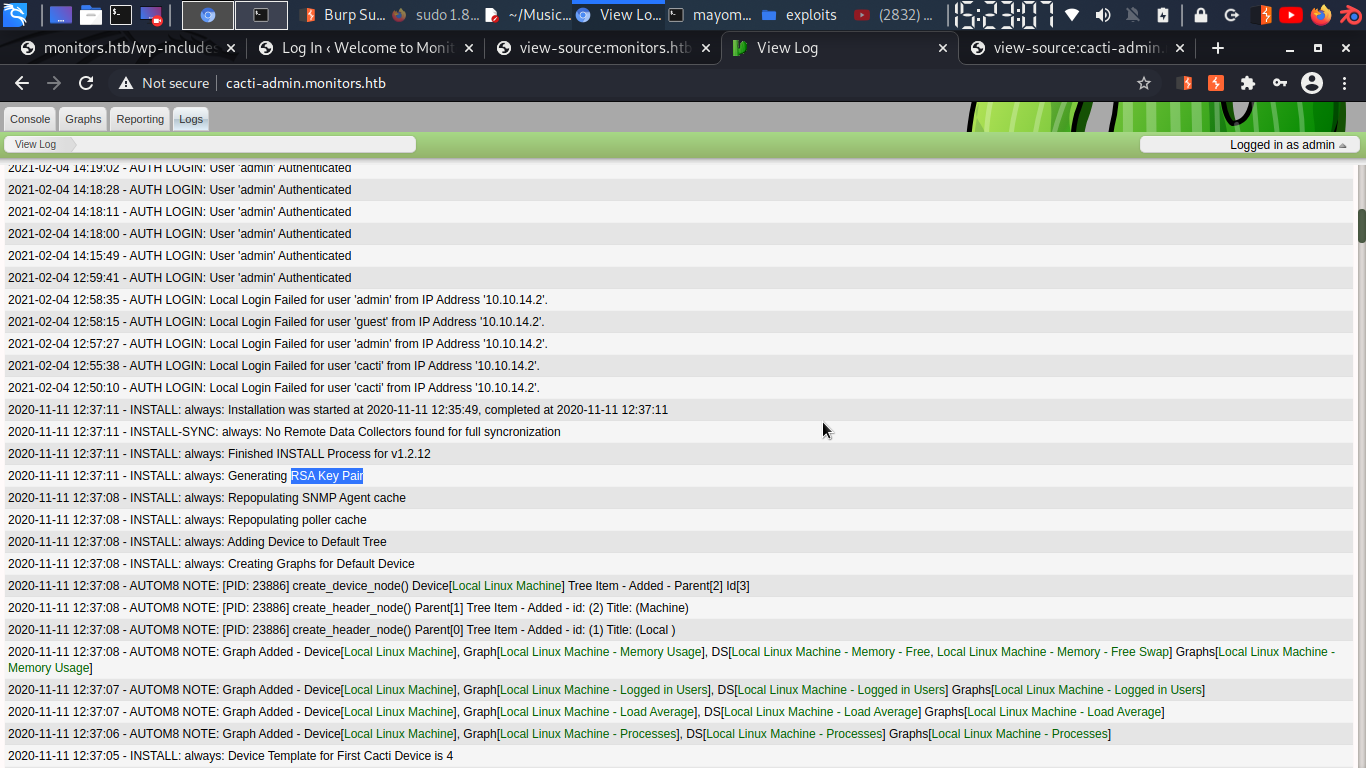 Burp Su...
sudo 1.8...
~/Music...
View Lo...
mayom...
exploits
(2832) ...
15:23:07
monitors.htb/wp-includes
Log In ‹ Welcome to Monit
view-source:monitors.htb
View Log
view-source:cacti-admin.
Not secure
cacti-admin.monitors.htb
Console
Graphs
Reporting
Logs
View Log
Logged in as admin
2021-02-04 14:19:02 - AUTH LOGIN: User 'admin' Authenticated
2021-02-04 14:18:28 - AUTH LOGIN: User 'admin' Authenticated
2021-02-04 14:18:11 - AUTH LOGIN: User 'admin' Authenticated
2021-02-04 14:18:00 - AUTH LOGIN: User 'admin' Authenticated
2021-02-04 14:15:49 - AUTH LOGIN: User 'admin' Authenticated
2021-02-04 12:59:41 - AUTH LOGIN: User 'admin' Authenticated
2021-02-04 12:58:35 - AUTH LOGIN: Local Login Failed for user 'admin' from IP Address '10.10.14.2'.
2021-02-04 12:58:15 - AUTH LOGIN: Local Login Failed for user 'guest' from IP Address '10.10.14.2'.
2021-02-04 12:57:27 - AUTH LOGIN: Local Login Failed for user 'admin' from IP Address '10.10.14.2'.
2021-02-04 12:55:38 - AUTH LOGIN: Local Login Failed for user 'cacti' from IP Address '10.10.14.2'.
2021-02-04 12:50:10 - AUTH LOGIN: Local Login Failed for user 'cacti' from IP Address '10.10.14.2'.
2020-11-11 12:37:11 - INSTALL: always: Installation was started at 2020-11-11 12:35:49, completed at 2020-11-11 12:37:11
2020-11-11 12:37:11 - INSTALL-SYNC: always: No Remote Data Collectors found for full syncronization
2020-11-11 12:37:11 - INSTALL: always: Finished INSTALL Process for v1.2.12
2020-11-11 12:37:11 - INSTALL: always: Generating RSA Key Pair
2020-11-11 12:37:08 - INSTALL: always: Repopulating SNMP Agent cache
2020-11-11 12:37:08 - INSTALL: always: Repopulating poller cache
2020-11-11 12:37:08 - INSTALL: always: Adding Device to Default Tree
2020-11-11 12:37:08 - INSTALL: always: Creating Graphs for Default Device
2020-11-11 12:37:08 - AUTOM8 NOTE: [PID: 23886] create_device_node() Device[Local Linux Machine] Tree Item - Added - Parent[2] Id[3]
2020-11-11 12:37:08 - AUTOM8 NOTE: [PID: 23886] create_header_node() Parent[1] Tree Item - Added - id: (2) Title: (Machine)
2020-11-11 12:37:08 - AUTOM8 NOTE: [PID: 23886] create_header_node() Parent[0] Tree Item - Added - id: (1) Title: (Local )
2020-11-11 12:37:08 - AUTOM8 NOTE: Graph Added - Device[Local Linux Machine], Graph[Local Linux Machine - Memory Usage], DS[Local Linux Machine - Memory - Free, Local Linux Machine - Memory - Free Swap] Graphs[Local Linux Machine -
Memory Usage]
2020-11-11 12:37:07 - AUTOM8 NOTE: Graph Added - Device[Local Linux Machine], Graph[Local Linux Machine - Logged in Users], DS[Local Linux Machine - Logged in Users] Graphs[Local Linux Machine - Logged in Users]
2020-11-11 12:37:07 - AUTOM8 NOTE: Graph Added - Device[Local Linux Machine], Graph[Local Linux Machine - Load Average], DS[Local Linux Machine - Load Average] Graphs[Local Linux Machine - Load Average]
2020-11-11 12:37:06 - AUTOM8 NOTE: Graph Added - Device[Local Linux Machine], Graph[Local Linux Machine - Processes], DS[Local Linux Machine - Processes] Graphs[Local Linux Machine - Processes]
2020-11-11 12:37:05 - INSTALL: always: Device Template for First Cacti Device is 4